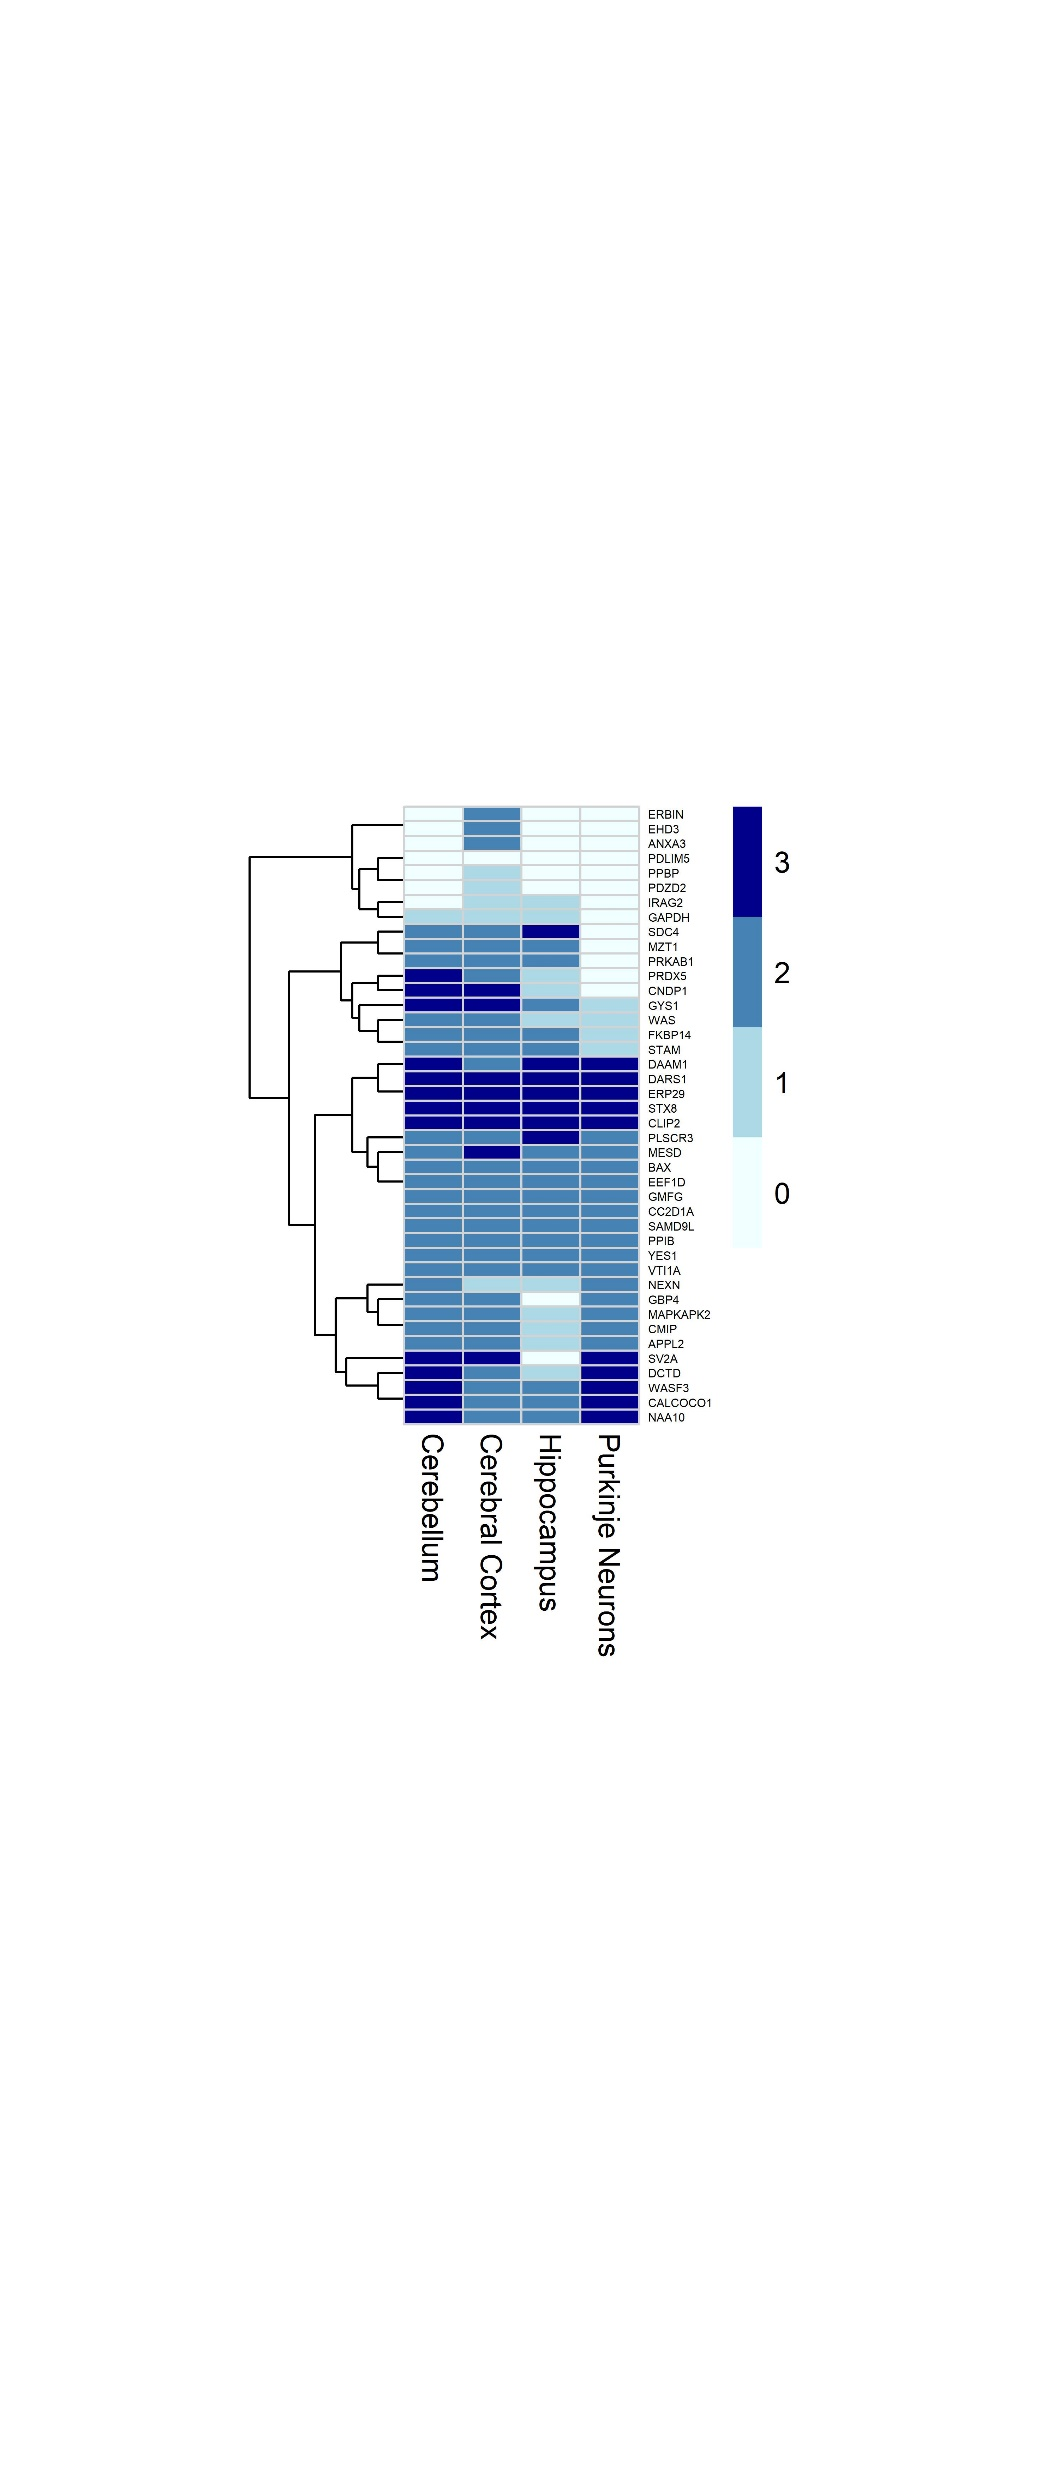 ERBIN
EHD3
ANXA3
PDLIM5
PPBP
PDZD2
IRAG2
GAPDH
SDC4
MZT1
PRKAB1
PRDX5
CNDP1
GYS1
WAS
FKBP14
STAM
DAAM1
DARS1
ERP29
STX8
CLIP2
PLSCR3
MESD
BAX
EEF1D
GMFG
CC2D1A
SAMD9L
PPIB
YES1
VTI1A
NEXN
GBP4
MAPKAPK2
CMIP
APPL2
SV2A
DCTD
WASF3
CALCOCO1
NAA10
3
2
1
0
Cerebellum
Cerebral Cortex
Hippocampus
Purkinje Neurons